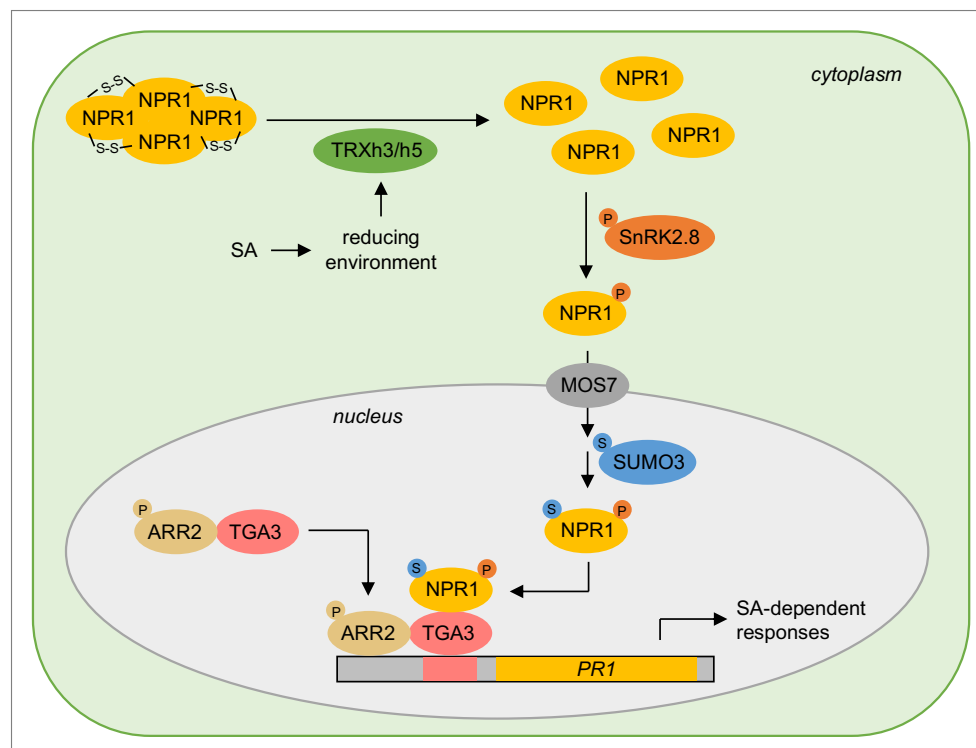 cytoplasm
S-S
S-S
NPR1
NPR1
NPR1
NPR1
S-S
S-S
TRXh3/h5
SA
reducing
environment
NPR1
NPR1
NPR1
NPR1
P
SnRK2.8
P
NPR1
MOS7
nucleus
S
SUMO3
S
P
NPR1
P
ARR2
TGA3
S
P
NPR1
P
ARR2
TGA3
PR1
SA-dependent
responses